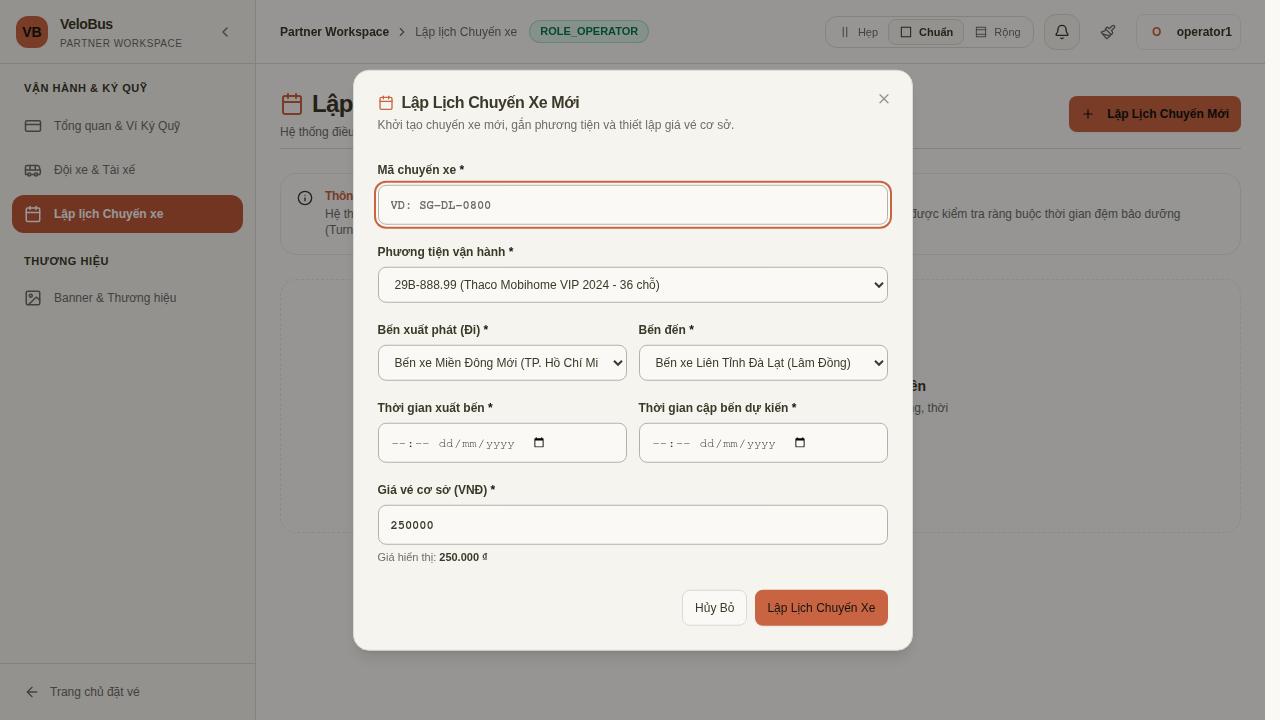 VB
VeloBus
PARTNER WORKSPACE
VẬN HÀNH & KÝ QUỸ
Tổng quan & Ví Ký Quỹ
Đội xe & Tài xế
Lập lịch Chuyến xe
THƯƠNG HIỆU
Banner & Thương hiệu
Trang chủ đặt vé
Partner Workspace
Lập lịch Chuyến xe
ROLE_OPERATOR
Hẹp
Chuẩn
Rộng
O
operator1
Lập
Hệ thống điều
Lập Lịch Chuyến Mới
Hệ th
được kiểm tra ràng buộc thời gian đệm bảo dưỡng
(Turn
thời
Lập Lịch Chuyến Xe Mới
Khởi tạo chuyến xe mới, gắn phương tiện và thiết lập giá vé cơ sở.
Mã chuyến xe *
VD: SG-DL-0800
Phương tiện vận hành *
29B-888.99 (Thaco Mobihome VIP 2024 - 36 chỗ)
Bến xuất phát (Đi) *
Bến đến *
Bến xe Miền Đông Mới (TP. Hồ Chí Mi
Bến xe Liên Tỉnh Đà Lạt (Lâm Đồng)
Thời gian xuất bến *
Thời gian cập bến dự kiến *
--:-- dd/mm/yyyy
--:-- dd/mm/yyyy
Giá vé cơ sở (VNĐ) *
250000
Giá hiển thị: 250.000 ₫
Hủy Bỏ
Lập Lịch Chuyến Xe